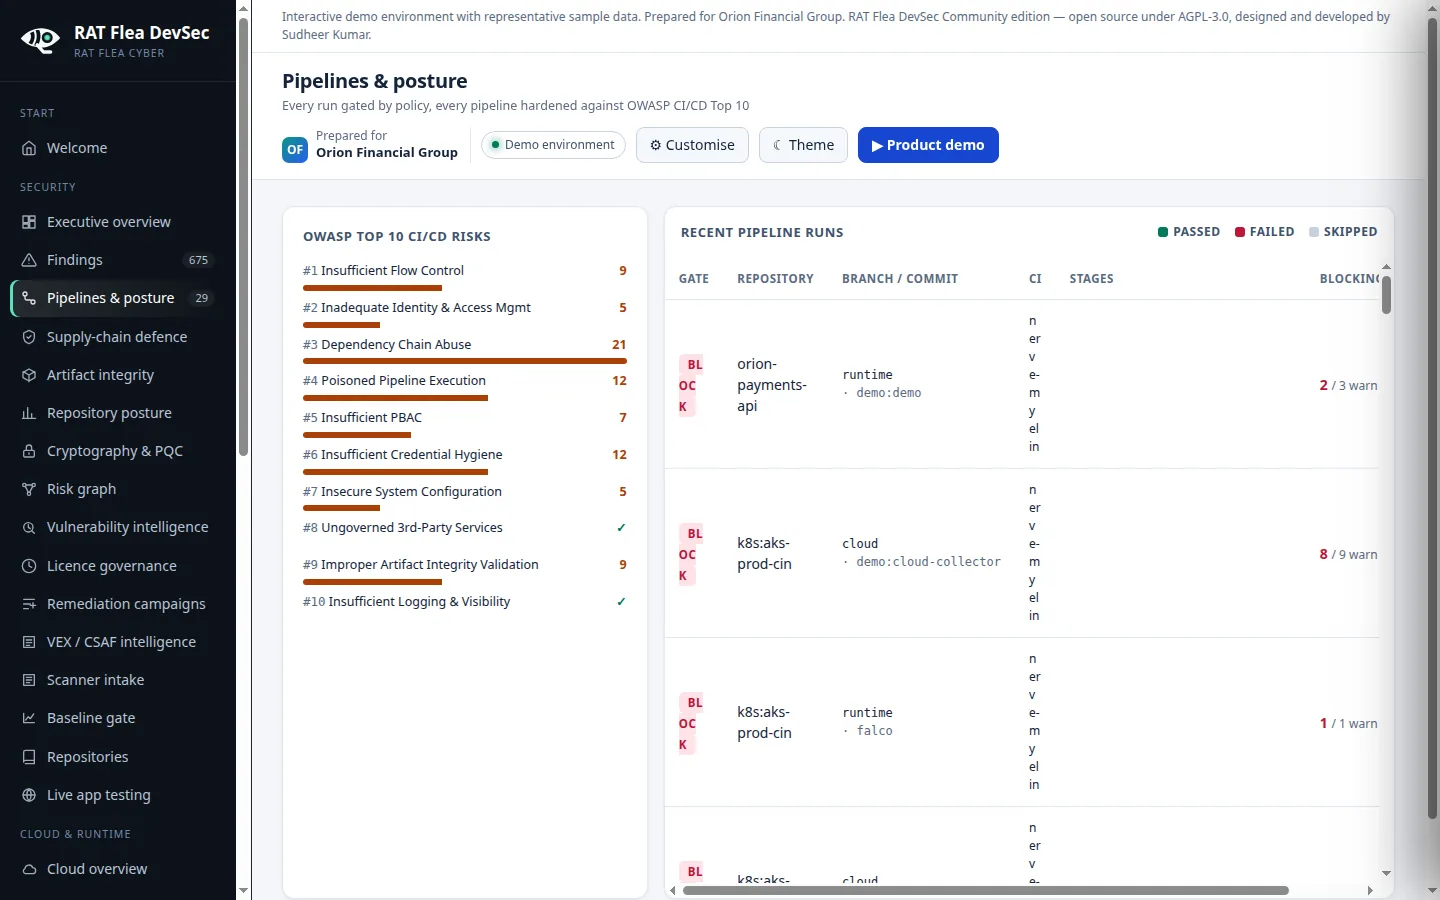 RAT Flea DevSec
RAT FLEA CYBER
START
Welcome
SECURITY
Executive overview
Findings 675
Pipelines & posture 29
Supply-chain defence
Artifact integrity
Repository posture
Cryptography & PQC
Risk graph
Vulnerability intelligence
Licence governance
Remediation campaigns
VEX / CSAF intelligence
Scanner intake
Baseline gate
Repositories
Live app testing
CLOUD & RUNTIME
Cloud overview
Interactive demo environment with representative sample data. Prepared for Orion Financial Group. RAT Flea DevSec Community edition — open source under AGPL-3.0, designed and developed by
Sudheer Kumar.
Pipelines & posture
Every run gated by policy, every pipeline hardened against OWASP CI/CD Top 10
OF
Prepared for
Orion Financial Group
Demo environment
⚙ Customise
☾ Theme
▶ Product demo
OWASP TOP 10 CI/CD RISKS
#1 Insufficient Flow Control 9
#2 Inadequate Identity & Access Mgmt 5
#3 Dependency Chain Abuse 21
#4 Poisoned Pipeline Execution 12
#5 Insufficient PBAC 7
#6 Insufficient Credential Hygiene 12
#7 Insecure System Configuration 5
#8 Ungoverned 3rd-Party Services ✓
#9 Improper Artifact Integrity Validation 9
#10 Insufficient Logging & Visibility ✓
RECENT PIPELINE RUNS
PASSED FAILED SKIPPED
GATE REPOSITORY BRANCH / COMMIT CI STAGES BLOCKING
BL
OC
K
orion-
payments-
api
runtime
· demo:demo
n
er
v
e-
m
y
el
in
2 / 3 warn
BL
OC
K
k8s:aks-
prod-cin
cloud
· demo:cloud-collector
n
er
v
e-
m
y
el
in
8 / 9 warn
BL
OC
K
k8s:aks-
prod-cin
runtime
· falco
n
er
v
e-
m
y
el
in
1 / 1 warn
BL
k8s:aks-
cloud
n
er
v
e-